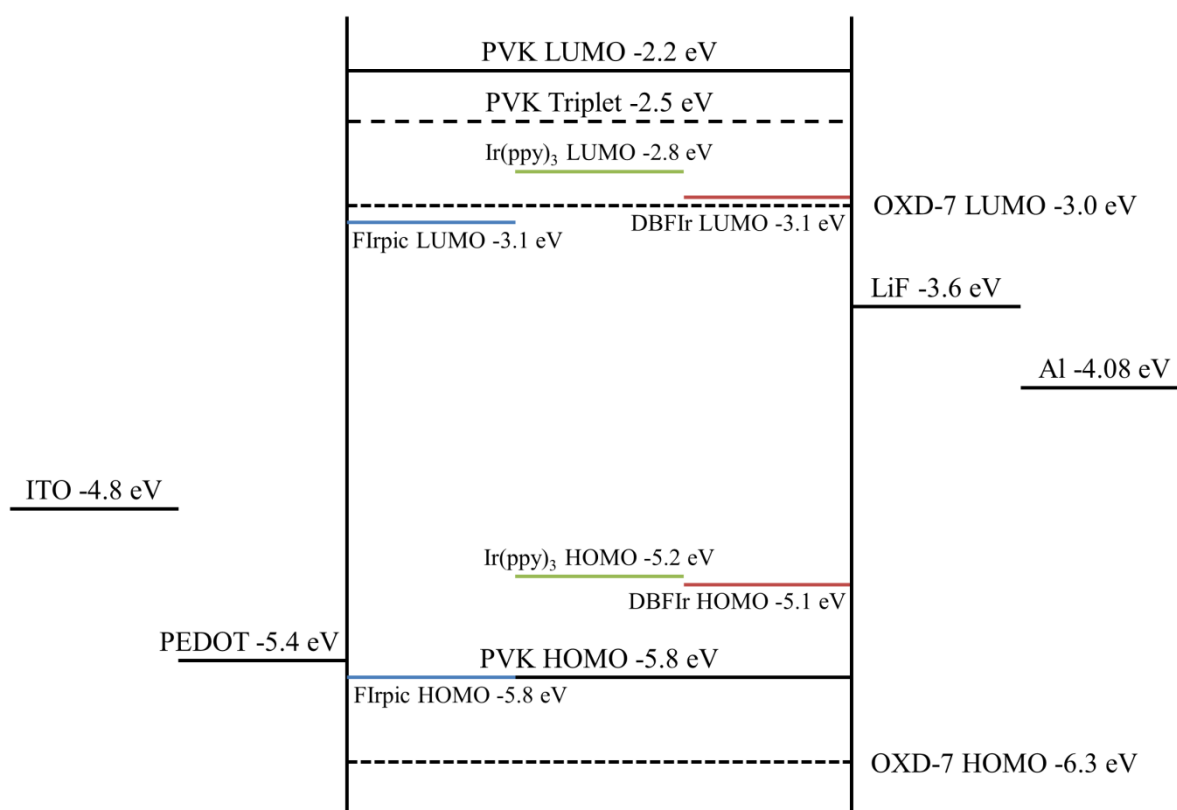 PVK LUMO -2.2 eV
PVK Triplet -2.5 eV
Ir(ppy)₃ LUMO -2.8 eV
OXD-7 LUMO -3.0 eV
DBFIr LUMO -3.1 eV
FIrpic LUMO -3.1 eV
LiF -3.6 eV
Al -4.08 eV
ITO -4.8 eV
Ir(ppy)₃ HOMO -5.2 eV
DBFIr HOMO -5.1 eV
PEDOT -5.4 eV
PVK HOMO -5.8 eV
FIrpic HOMO -5.8 eV
OXD-7 HOMO -6.3 eV